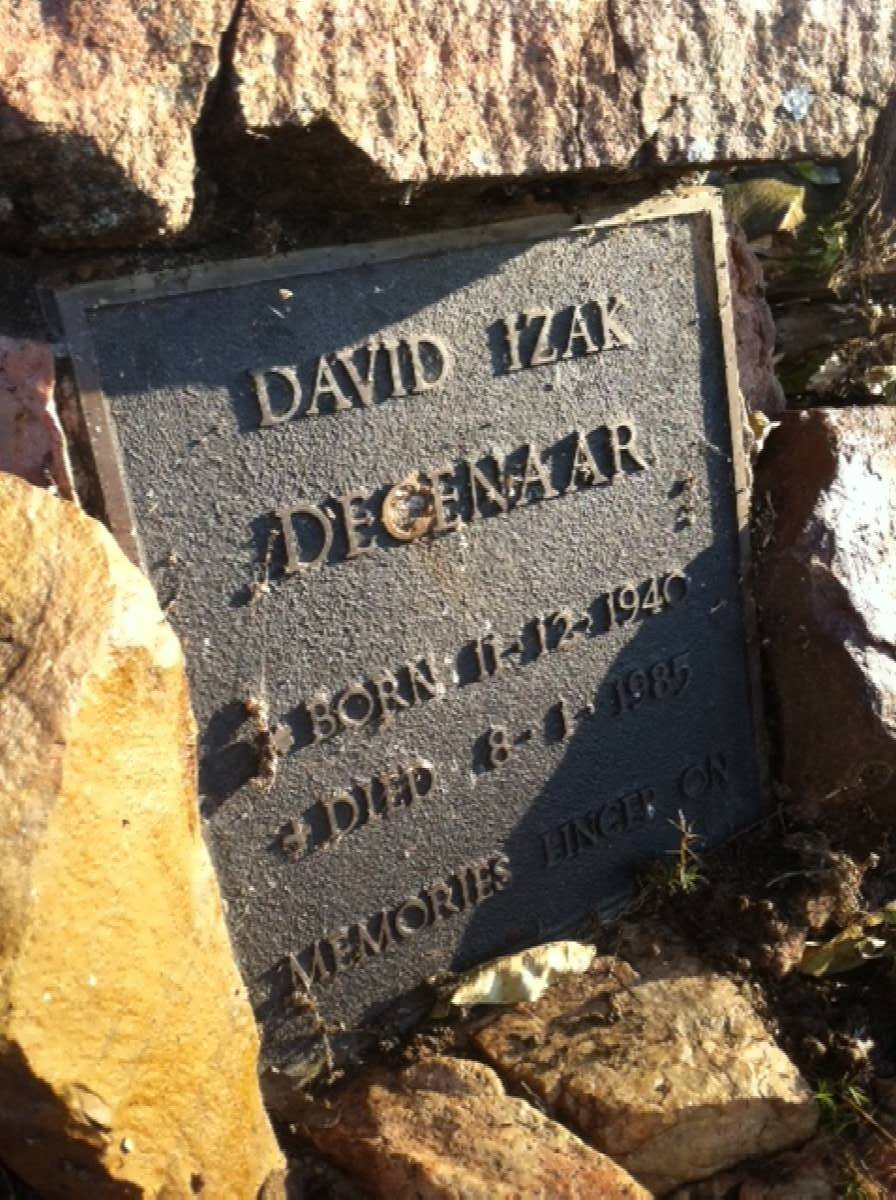 DAVID IZAK
DEGENAAR
* BORN 11-12-1940
+ DIED 8-1-1985
MEMORIES LINGER ON